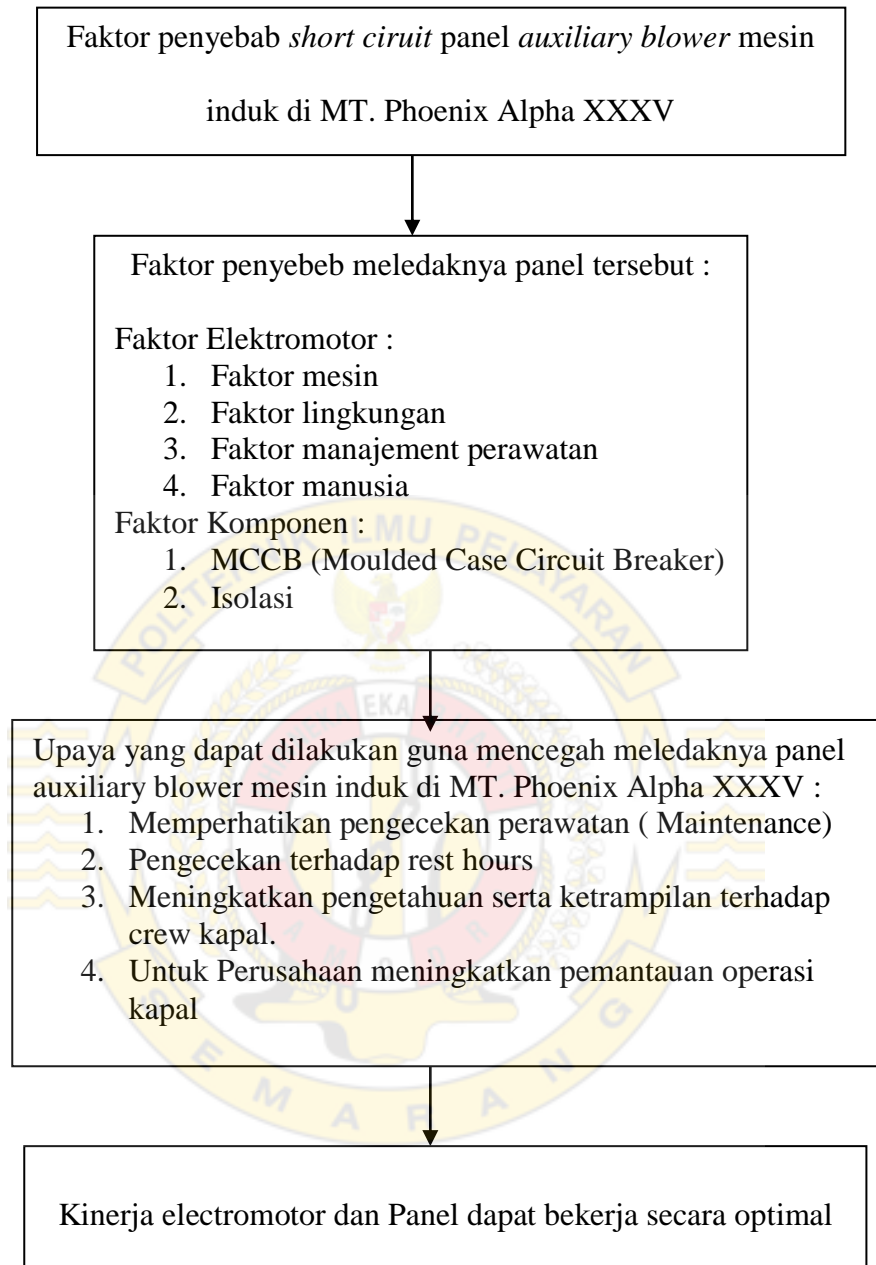 Faktor penyebab short ciruit panel auxiliary blower mesin
induk di MT. Phoenix Alpha XXXV
Faktor penyebeb meledaknya panel tersebut :
Faktor Elektromotor :
1. Faktor mesin
2. Faktor lingkungan
3. Faktor manajement perawatan
4. Faktor manusia
Faktor Komponen :
1. MCCB (Moulded Case Circuit Breaker)
2. Isolasi
Upaya yang dapat dilakukan guna mencegah meledaknya panel
auxiliary blower mesin induk di MT. Phoenix Alpha XXXV :
1. Memperhatikan pengecekan perawatan ( Maintenance)
2. Pengecekan terhadap rest hours
3. Meningkatkan pengetahuan serta ketrampilan terhadap
crew kapal.
4. Untuk Perusahaan meningkatkan pemantauan operasi
kapal
Kinerja electromotor dan Panel dapat bekerja secara optimal
POLITEKNIK ILMU PELAYARAN
SEMARANG